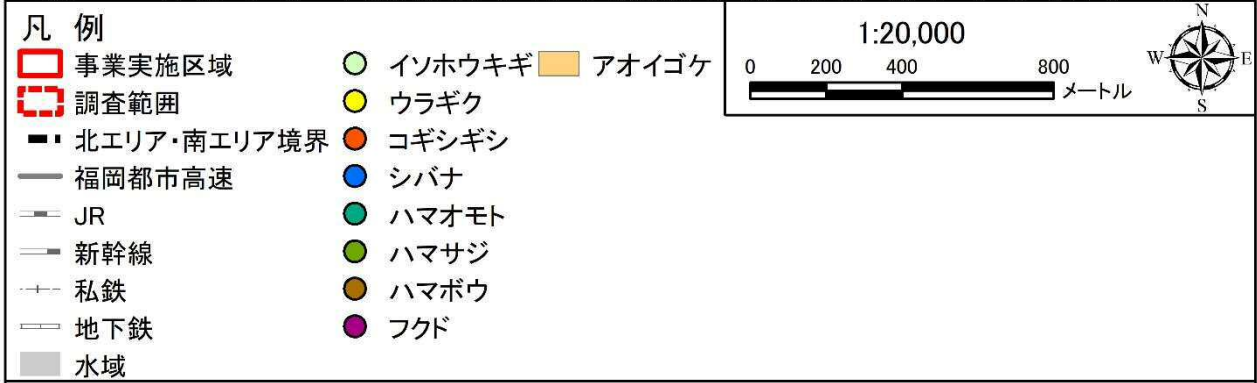 凡 例
事業実施区域
調査範囲
北エリア・南エリア境界
福岡都市高速
JR
新幹線
私鉄
地下鉄
水域
イソホウキギ
ウラギク
コギシギシ
シバナ
ハマオモト
ハマサジ
ハマボウ
フクド
アオイゴケ
1:20,000
0 200 400 800
メートル
N
W E
S